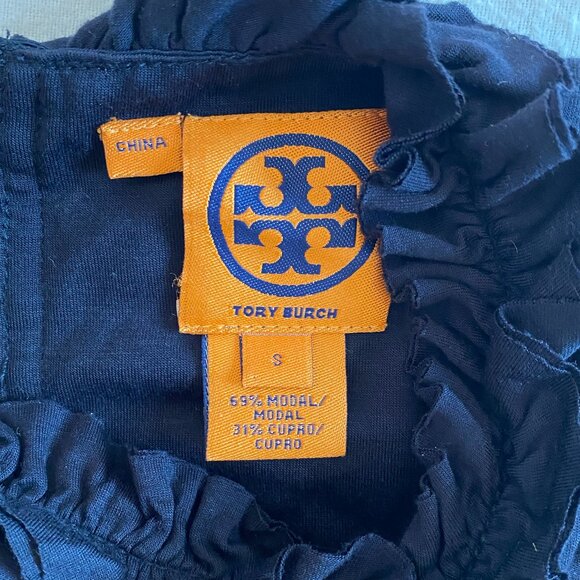 CHINA
TORY BURCH
S
69% MODAL/
MODAL
31% CUPRO/
CUPRO